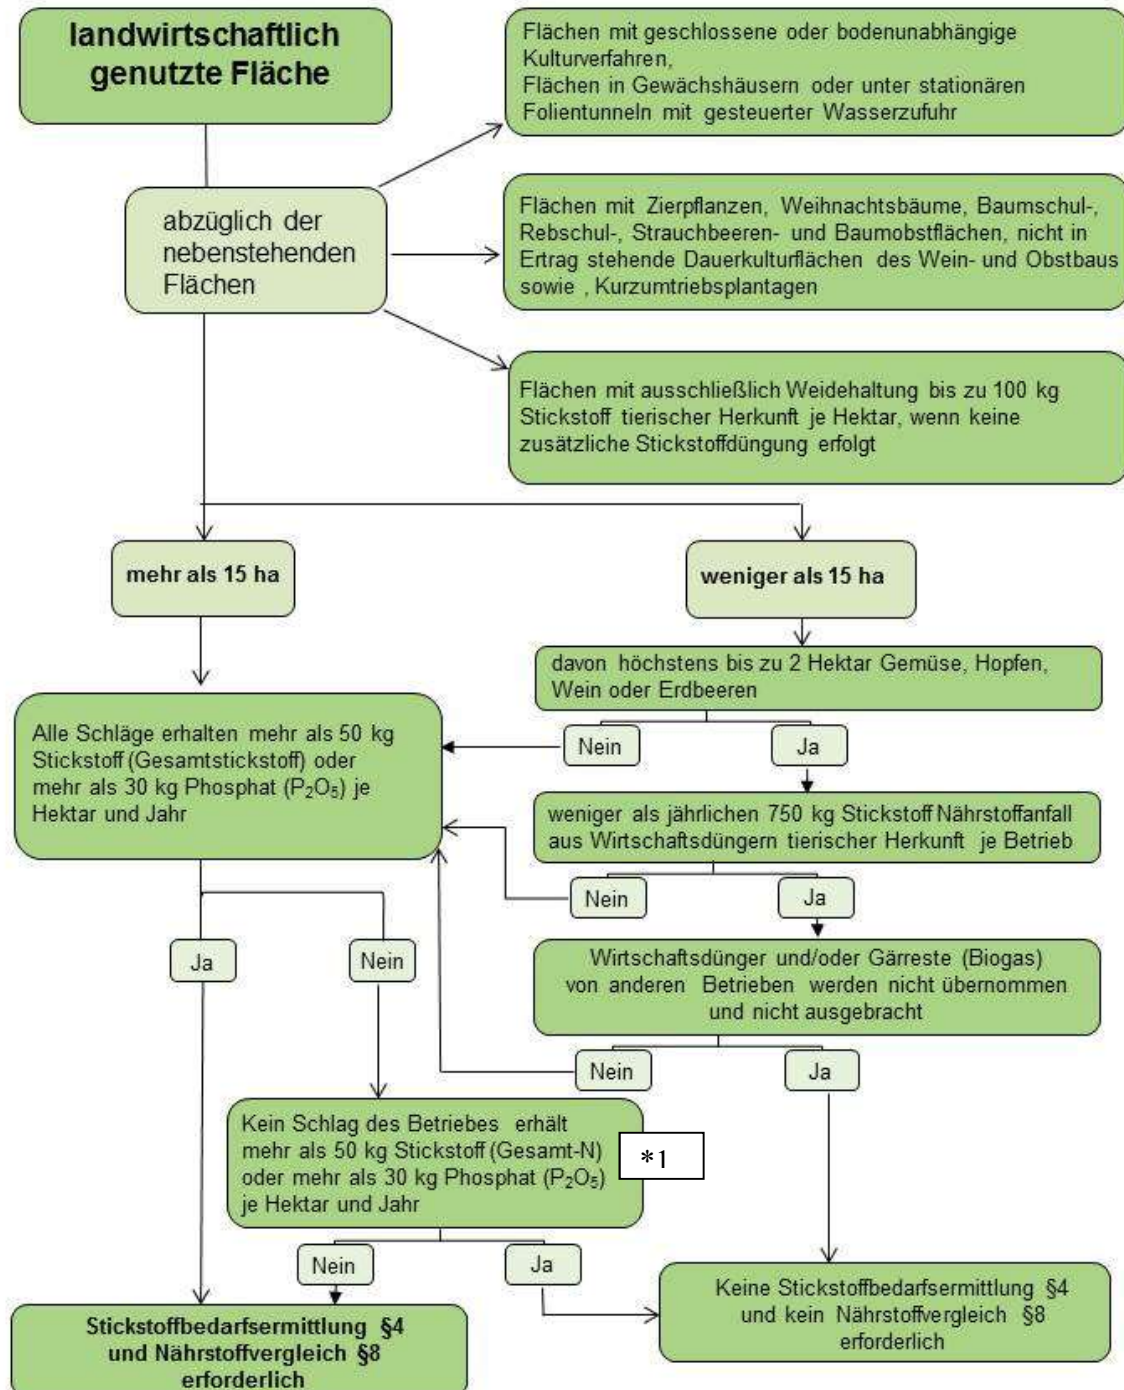 landwirtschaftlich
genutzte Fläche
Flächen mit geschlossene oder bodenunabhängige
Kulturverfahren,
Flächen in Gewächshäusern oder unter stationären
Folientunneln mit gesteuerter Wasserzufuhr
abzüglich der
nebenstehenden
Flächen
Flächen mit Zierpflanzen, Weihnachtsbäume, Baumschul-,
Rebschul-, Strauchbeeren- und Baumobstflächen, nicht in
Ertrag stehende Dauerkulturflächen des Wein- und Obstbaus
sowie , Kurzumtriebsplantagen
Flächen mit ausschließlich Weidehaltung bis zu 100 kg
Stickstoff tierischer Herkunft je Hektar, wenn keine
zusätzliche Stickstoffdüngung erfolgt
mehr als 15 ha
weniger als 15 ha
davon höchstens bis zu 2 Hektar Gemüse, Hopfen,
Wein oder Erdbeeren
Nein
Ja
Alle Schläge erhalten mehr als 50 kg
Stickstoff (Gesamtstickstoff) oder
mehr als 30 kg Phosphat (P₂O₅) je
Hektar und Jahr
weniger als jährlichen 750 kg Stickstoff Nährstoffanfall
aus Wirtschaftsdüngern tierischer Herkunft je Betrieb
Nein
Ja
Ja
Nein
Wirtschaftsdünger und/oder Gärreste (Biogas)
von anderen Betrieben werden nicht übernommen
und nicht ausgebracht
Nein
Ja
Kein Schlag des Betriebes erhält
mehr als 50 kg Stickstoff (Gesamt-N)
oder mehr als 30 kg Phosphat (P₂O₅)
je Hektar und Jahr
*1
Nein
Ja
Stickstoffbedarfsermittlung §4
und Nährstoffvergleich §8
erforderlich
Keine Stickstoffbedarfsermittlung §4
und kein Nährstoffvergleich §8
erforderlich